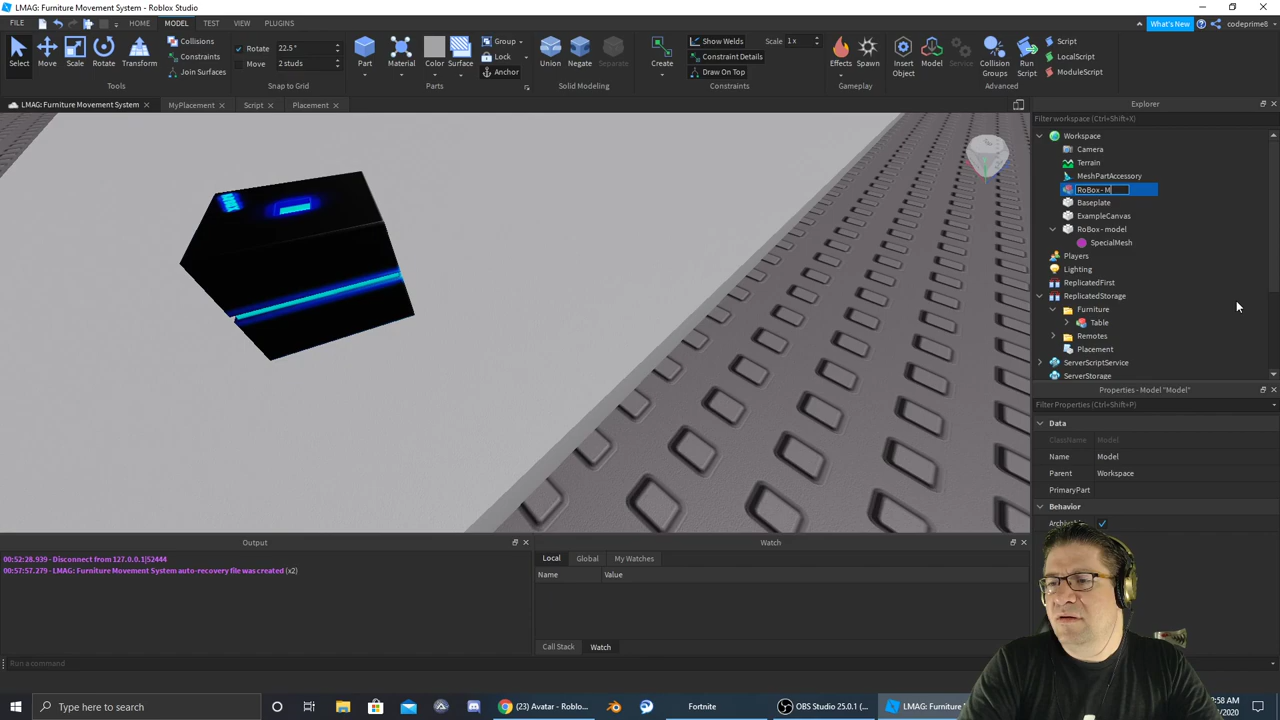 LMAG: Furniture Movement System - Roblox Studio
FILE HOME MODEL TEST VIEW PLUGINS What's New codeprime8
Select Move Scale Rotate Transform
Tools
Collisions
Constraints
Join Surfaces
Rotate 22.5°
Move 2 studs
Snap to Grid
Part Material Color Surface
Group
Lock
Anchor
Parts
Union Negate Separate
Solid Modeling
Create
Show Welds
Constraint Details
Draw On Top
Scale 1 x
Constraints
Effects Spawn
Gameplay
Insert Object Model Service Collision Groups Run Script
Script
LocalScript
ModuleScript
Advanced
LMAG: Furniture Movement System MyPlacement Script Placement
Explorer
Filter workspace (Ctrl+Shift+X)
Workspace
Camera
Terrain
MeshPartAccessory
RoBox - M
Baseplate
ExampleCanvas
RoBox - model
SpecialMesh
Players
Lighting
ReplicatedFirst
ReplicatedStorage
Furniture
Table
Remotes
Placement
ServerScriptService
ServerStorage
Properties - Model "Model"
Filter Properties (Ctrl+Shift+P)
Data
ClassName Model
Name Model
Parent Workspace
PrimaryPart
Behavior
Output
00:52:28.939 - Disconnect from 127.0.0.1|52444
00:57:57.279 - LMAG: Furniture Movement System auto-recovery file was created (x2)
Watch
Local Global My Watches
Name Value
Call Stack Watch
Run a command
Type here to search
(23) Avatar - Roblo...
Fortnite
OBS Studio 25.0.1 (...
LMAG: Furniture
:58 AM
/2020